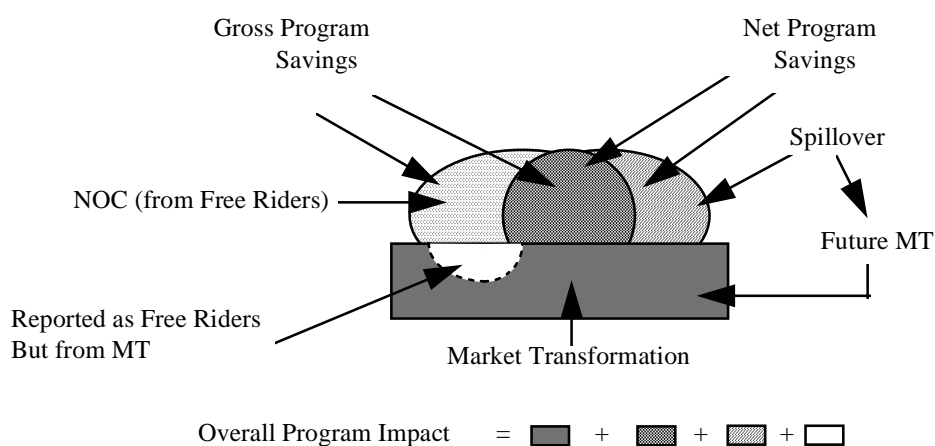 Gross Program
Savings
Net Program
Savings
Spillover
NOC (from Free Riders)
Future MT
Reported as Free Riders
But from MT
Market Transformation
Overall Program Impact = + + +